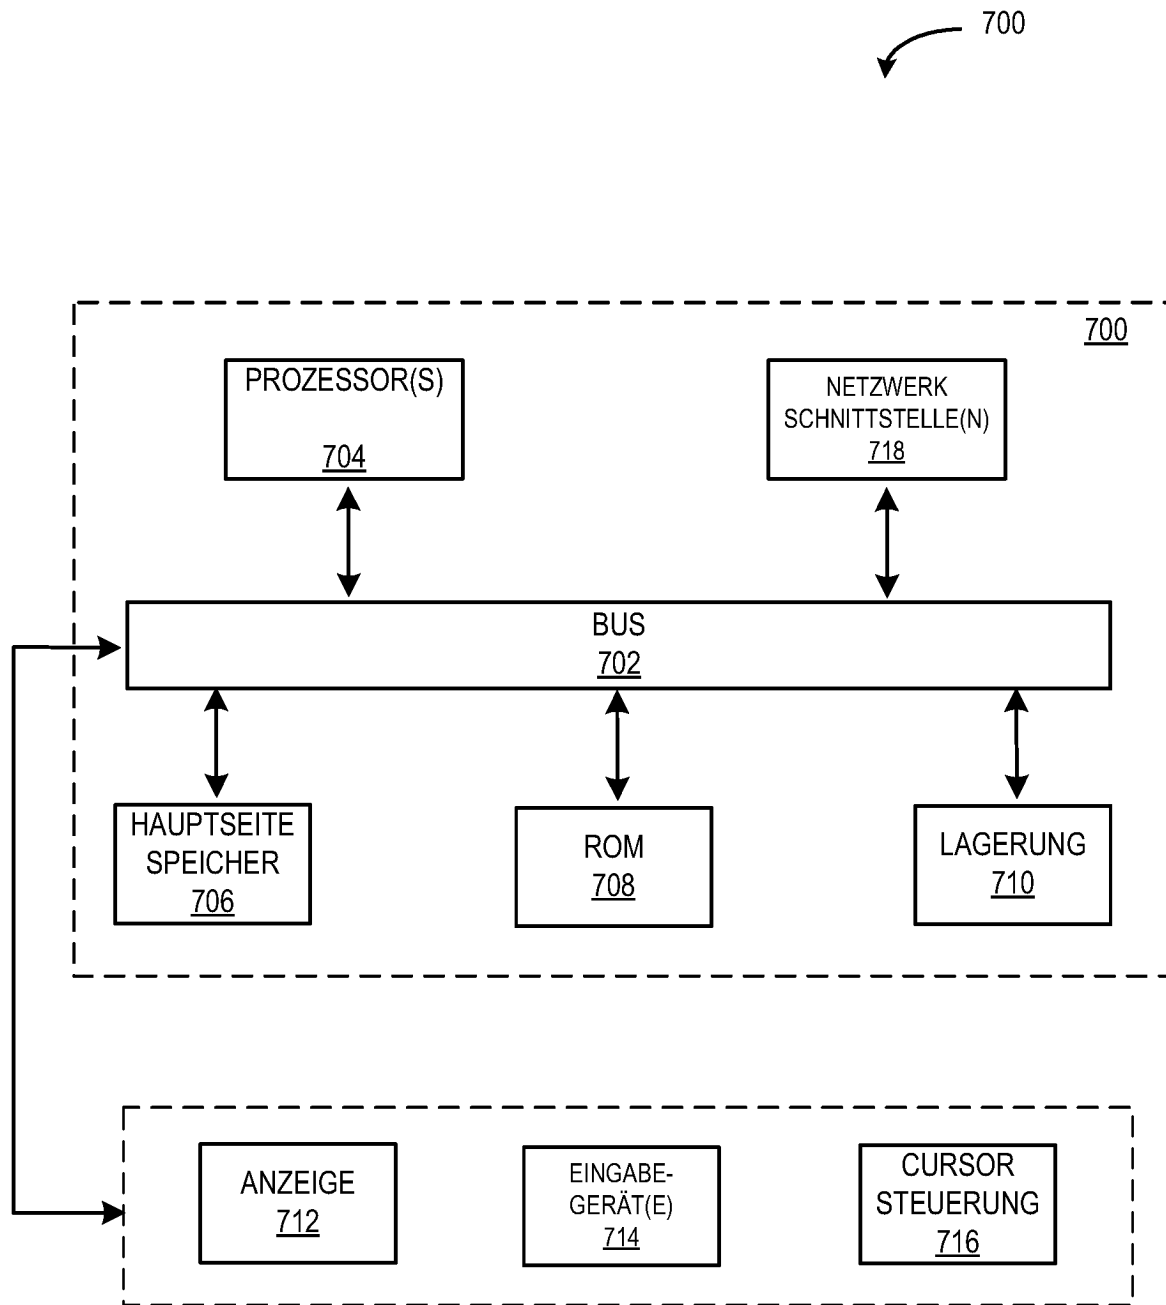 700
700
PROZESSOR(S)
704
NETZWERK
SCHNITTSTELLE(N)
718
BUS
702
HAUPTSEITE
SPEICHER
706
ROM
708
LAGERUNG
710
ANZEIGE
712
EINGABE-
GERÄT(E)
714
CURSOR
STEUERUNG
716